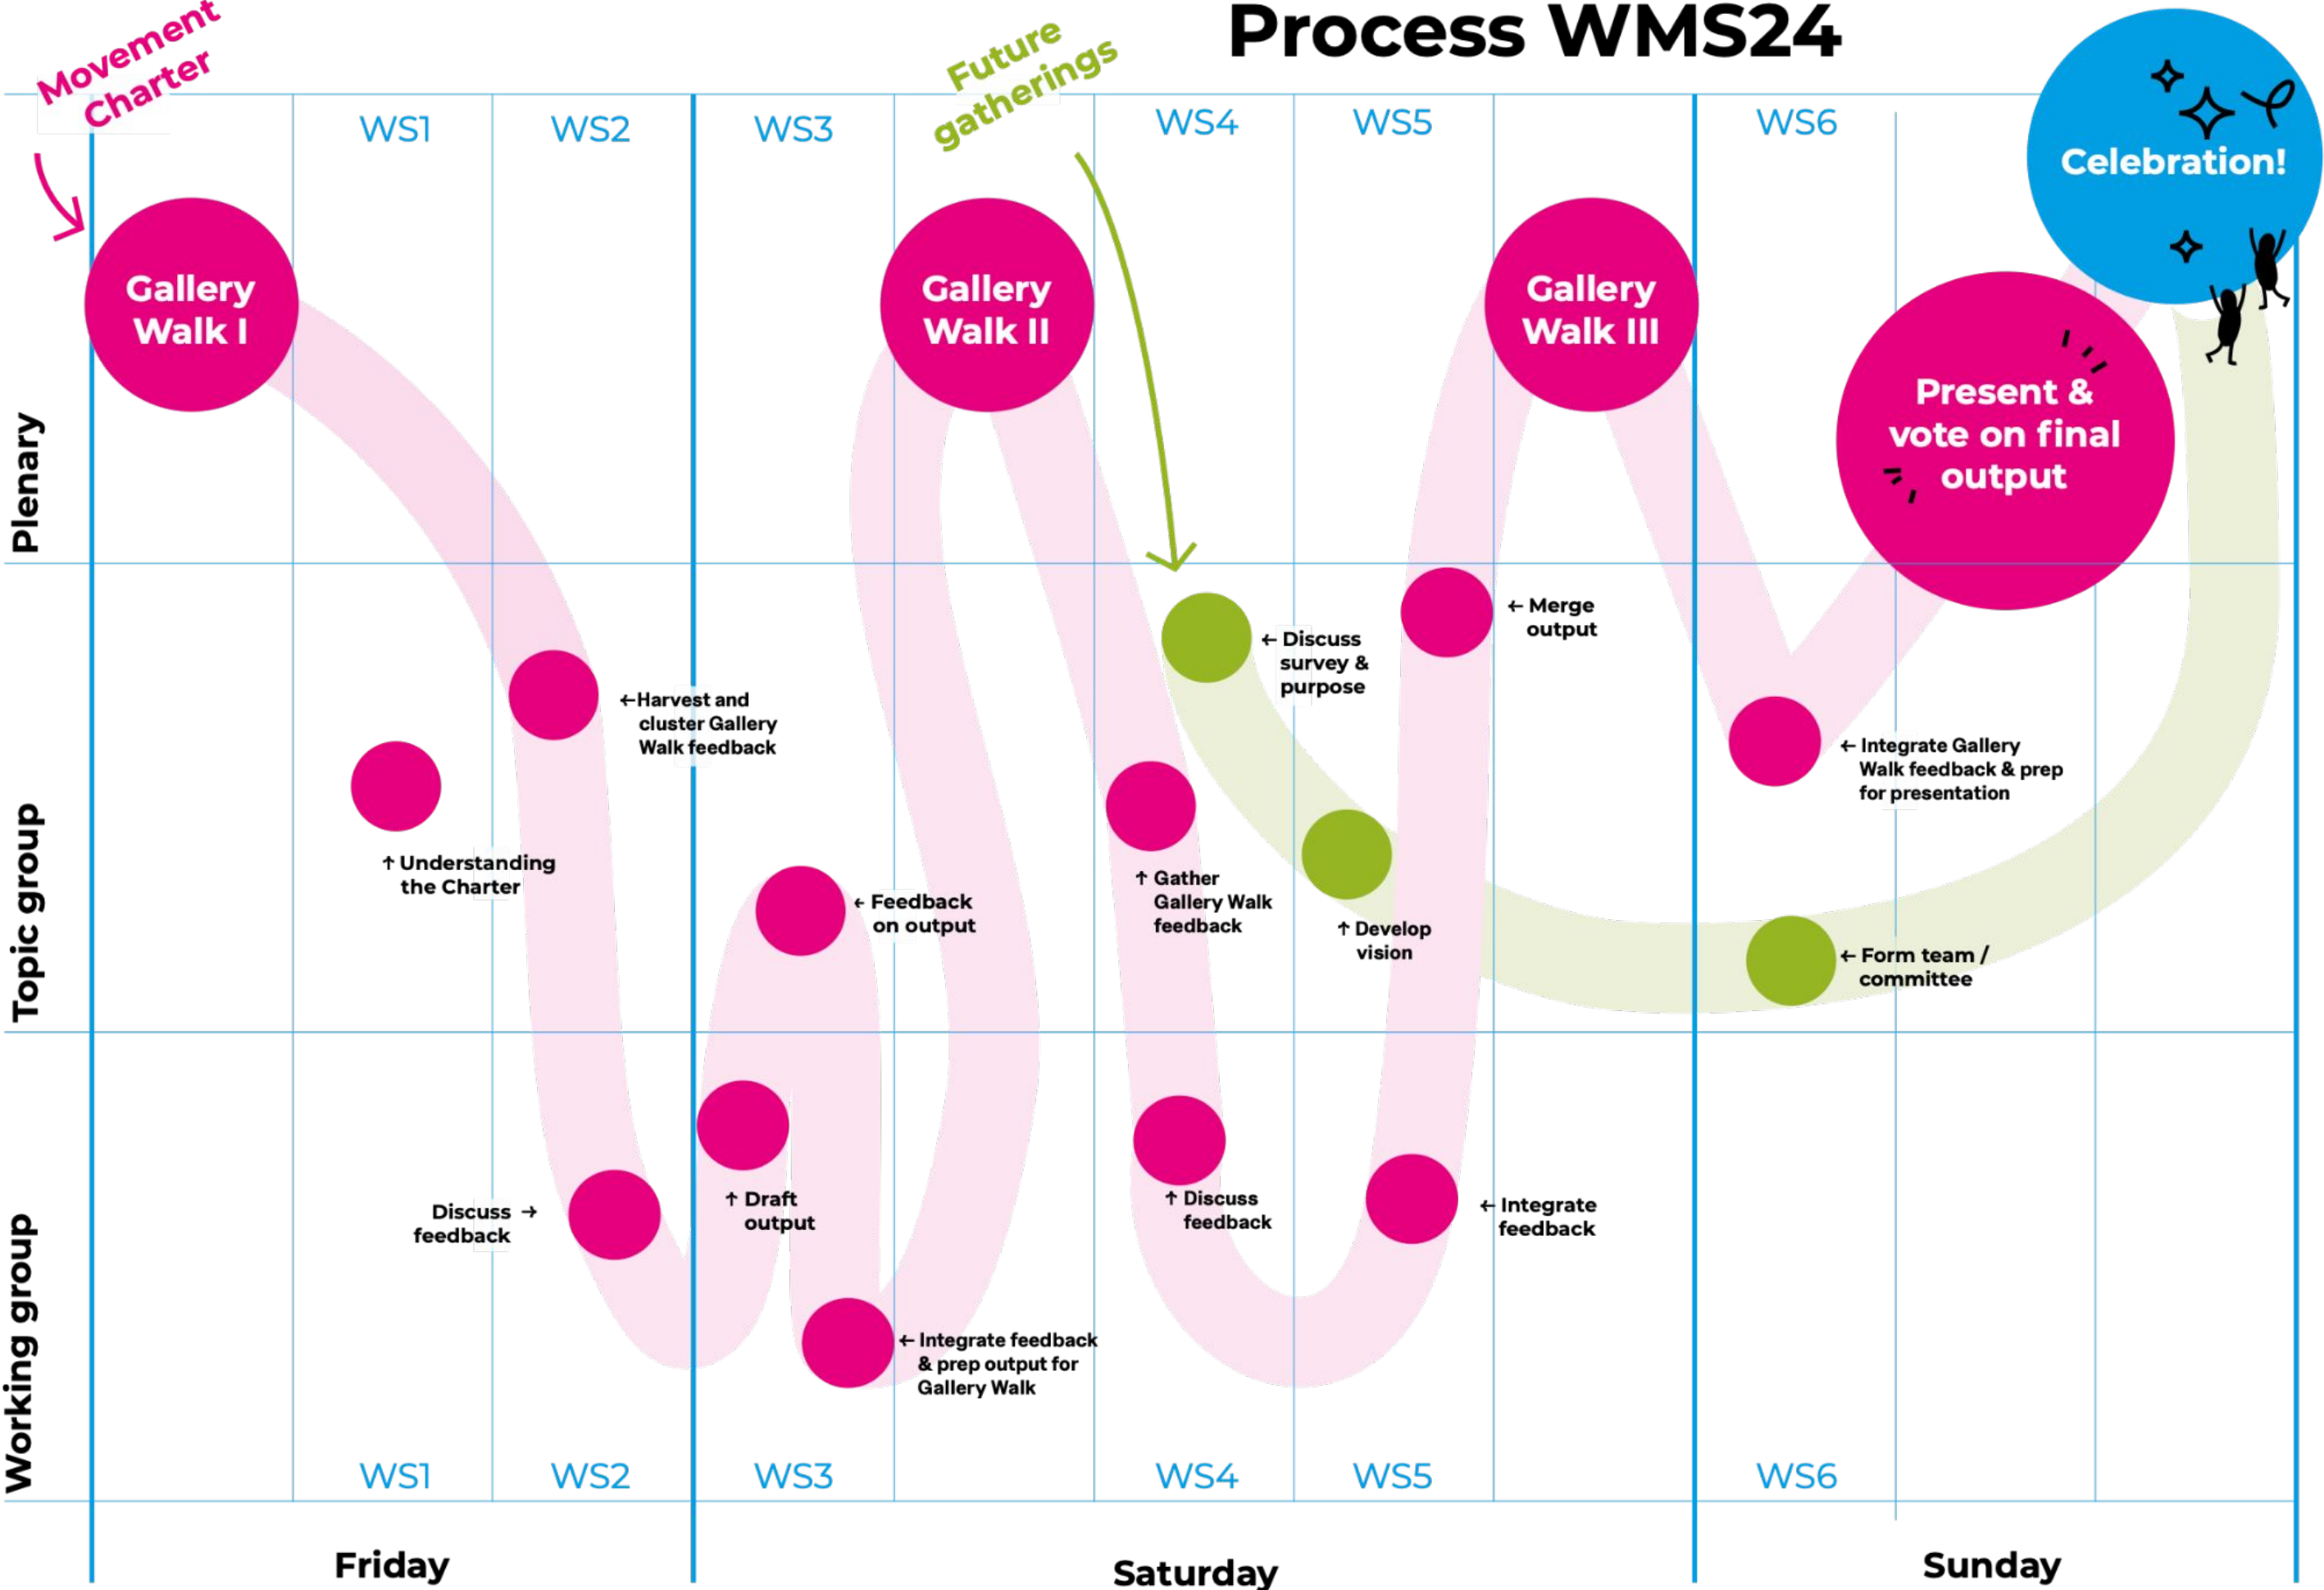 Process WMS24
Movement
Charter
Future
gatherings
WS1
WS2
WS3
WS4
WS5
WS6
Celebration!
Gallery
Walk I
Gallery
Walk II
Gallery
Walk III
Present &
vote on final
output
Plenary
← Merge
output
← Discuss
survey &
purpose
←Harvest and
cluster Gallery
Walk feedback
← Integrate Gallery
Walk feedback & prep
for presentation
↑ Understanding
the Charter
← Feedback
on output
↑ Gather
Gallery Walk
feedback
↑ Develop
vision
← Form team /
committee
Topic group
Discuss →
feedback
↑ Draft
output
↑ Discuss
feedback
← Integrate
feedback
← Integrate feedback
& prep output for
Gallery Walk
Working group
WS1
WS2
WS3
WS4
WS5
WS6
Friday
Saturday
Sunday